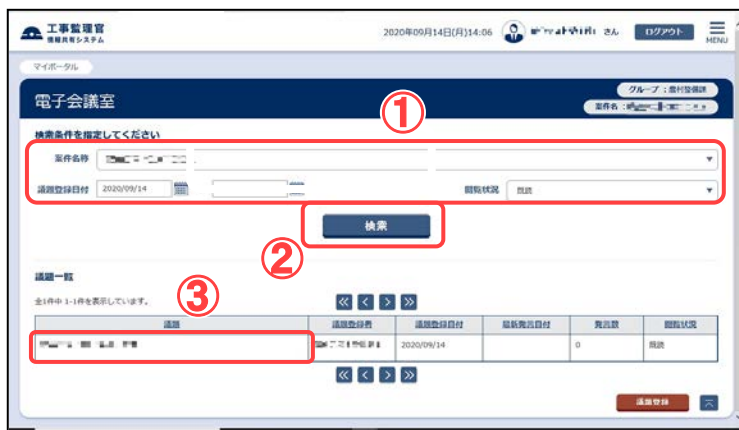 工事監理官
情報共有システム
2020年09月14日(月)14:06
さん
ログアウト
MENU
マイポータル
電子会議室
グループ：農村整備課
案件名：
①
検索条件を指定してください
案件名称
議題登録日付 2020/09/14 閲覧状況 既読
検索
②
議題一覧
③
全1件中 1-1件を表示しています。
議題 議題登録者 議題登録日付 最新発言日付 発言数 閲覧状況
2020/09/14 0 既読
議題登録